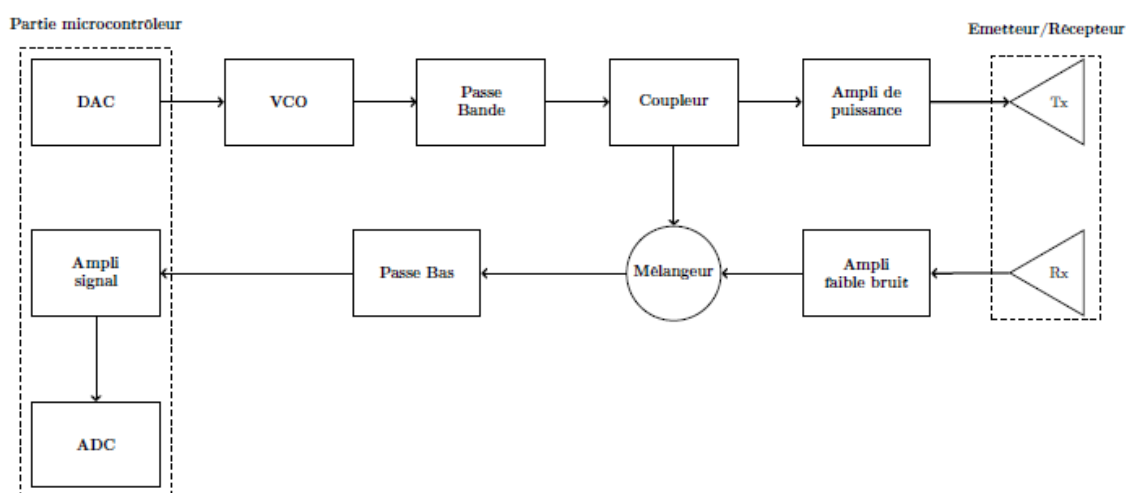 Partie microcontrôleur
Emetteur/Récepteur
DAC
VCO
Passe
Bande
Coupleur
Ampli de
puissance
Tx
Ampli
signal
Passe Bas
Mélangeur
Ampli
faible bruit
Rx
ADC